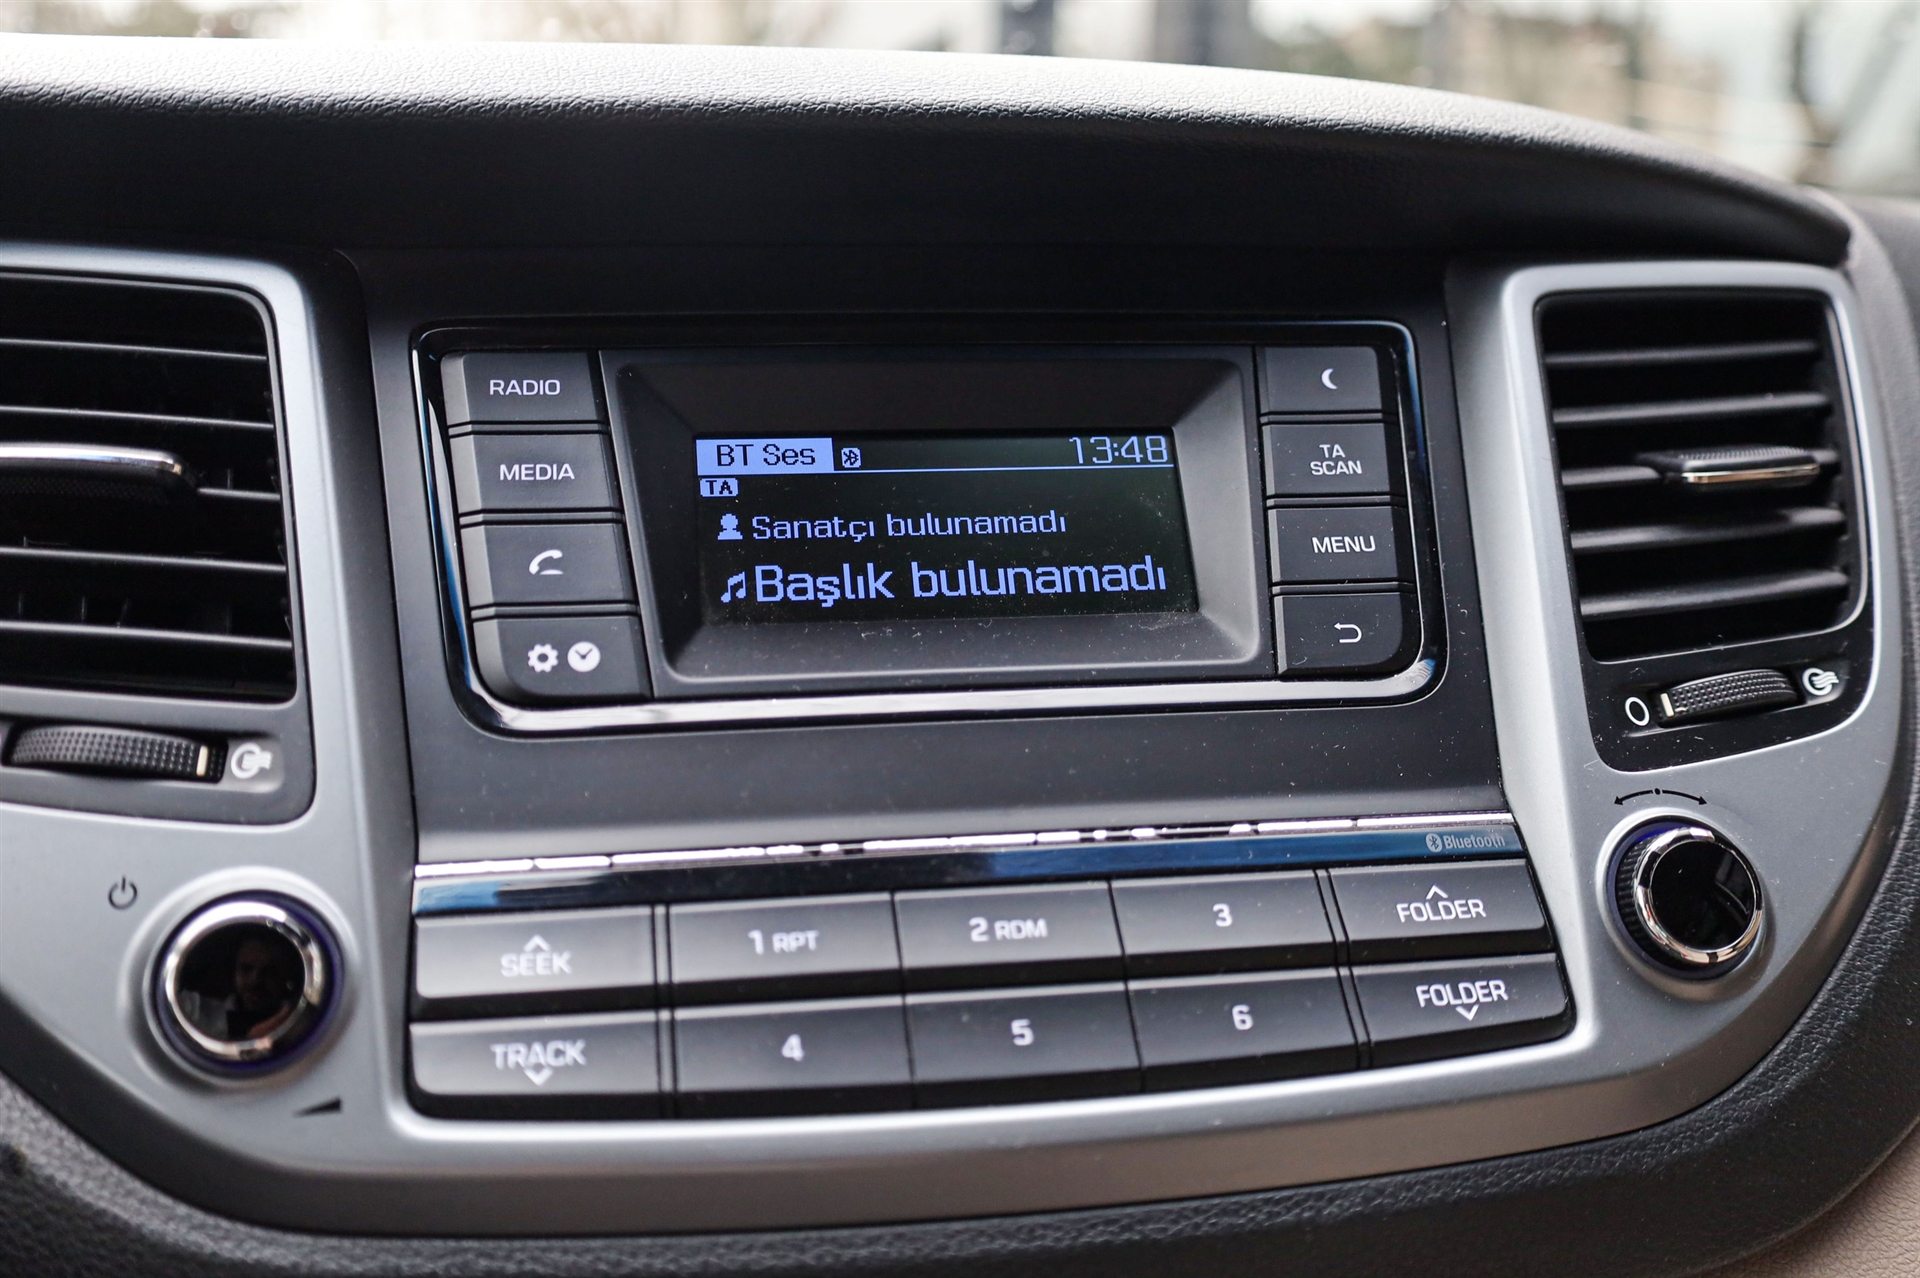 RADIO
MEDIA
BT Ses
13:48
TA
Sanatçı bulunamadı
Başlık bulunamadı
TA
SCAN
MENU
Bluetooth
SEEK
1 RPT
2 RDM
3
FOLDER
TRACK
4
5
6
FOLDER